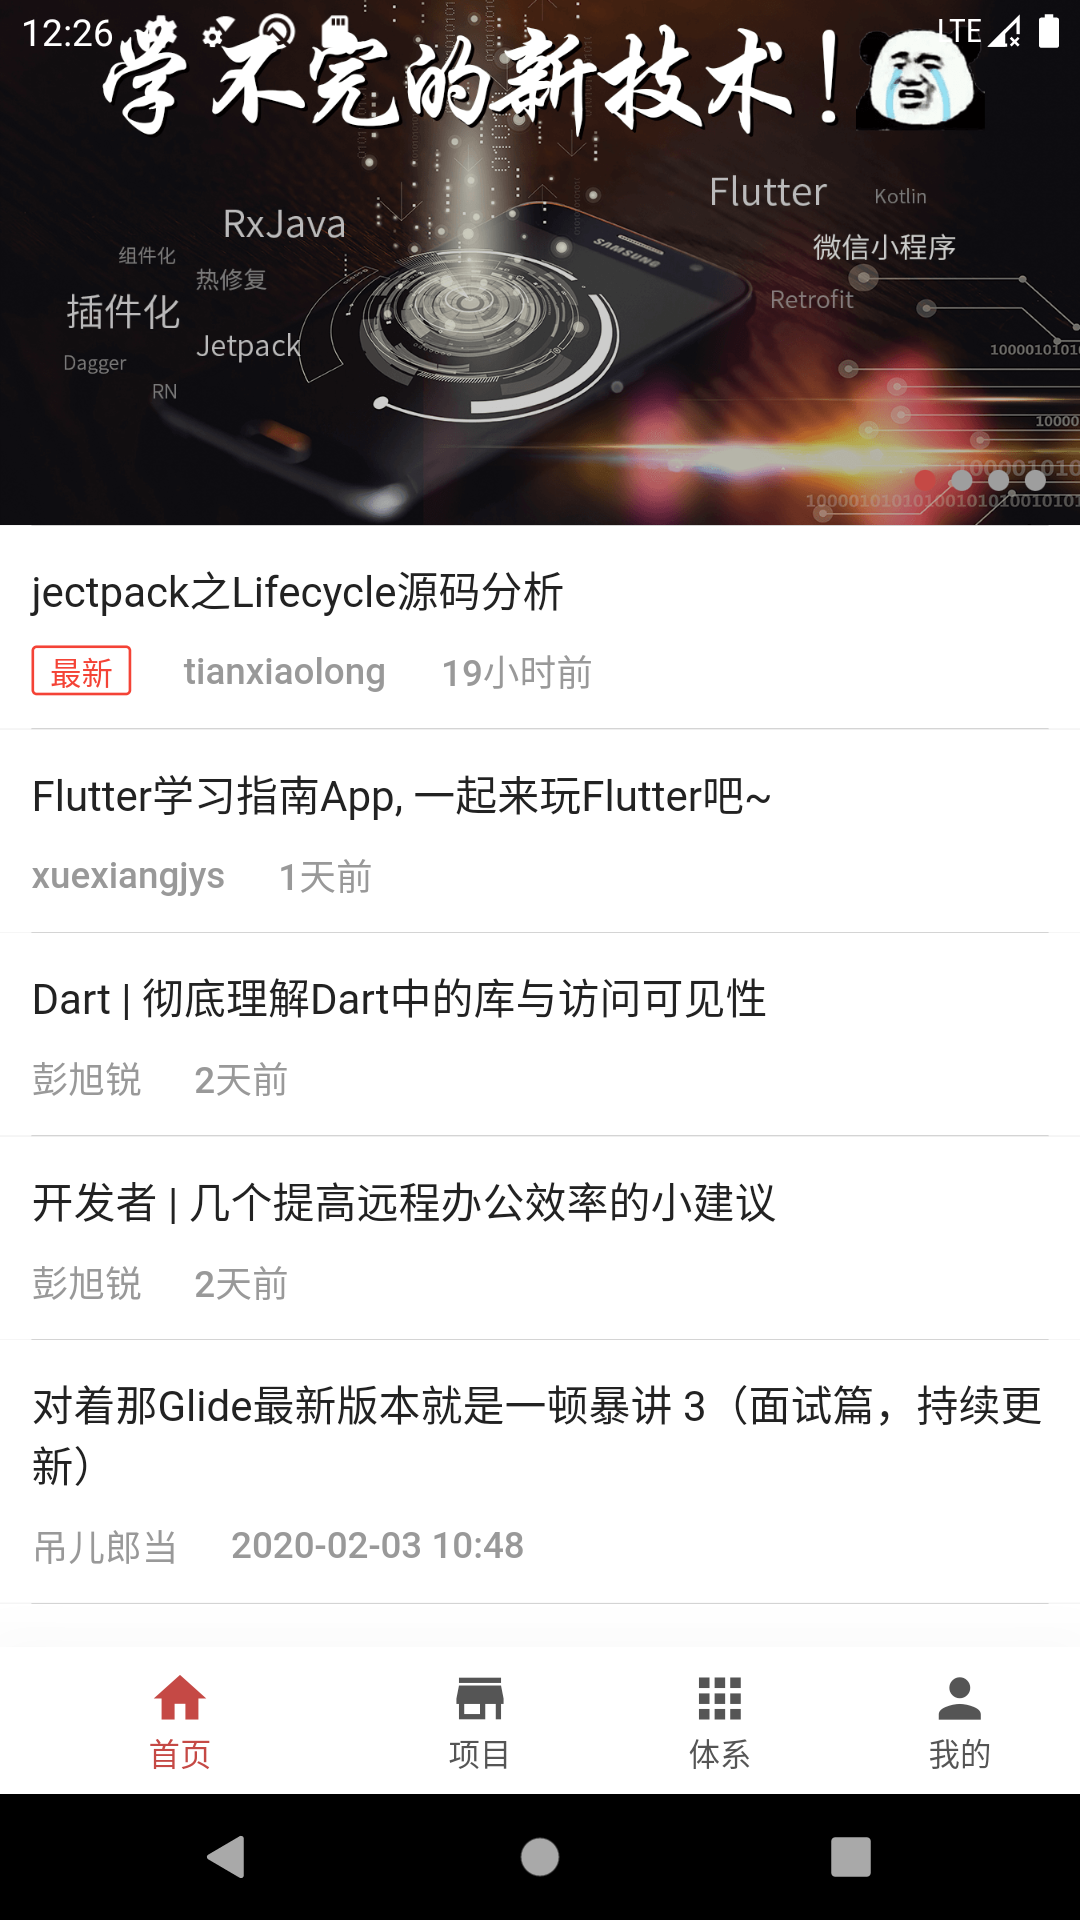 12:26
LTE
学不完的新技术!
Flutter
Kotlin
RxJava
微信小程序
组件化
热修复
SAMSUNG
插件化
Retrofit
Jetpack
Dagger
RN
jectpack之Lifecycle源码分析
最新 tianxiaolong 19小时前
Flutter学习指南App, 一起来玩Flutter吧~
xuexiangjys 1天前
Dart | 彻底理解Dart中的库与访问可见性
彭旭锐 2天前
开发者 | 几个提高远程办公效率的小建议
彭旭锐 2天前
对着那Glide最新版本就是一顿暴讲 3（面试篇，持续更
新）
吊儿郎当 2020-02-03 10:48
首页 项目 体系 我的